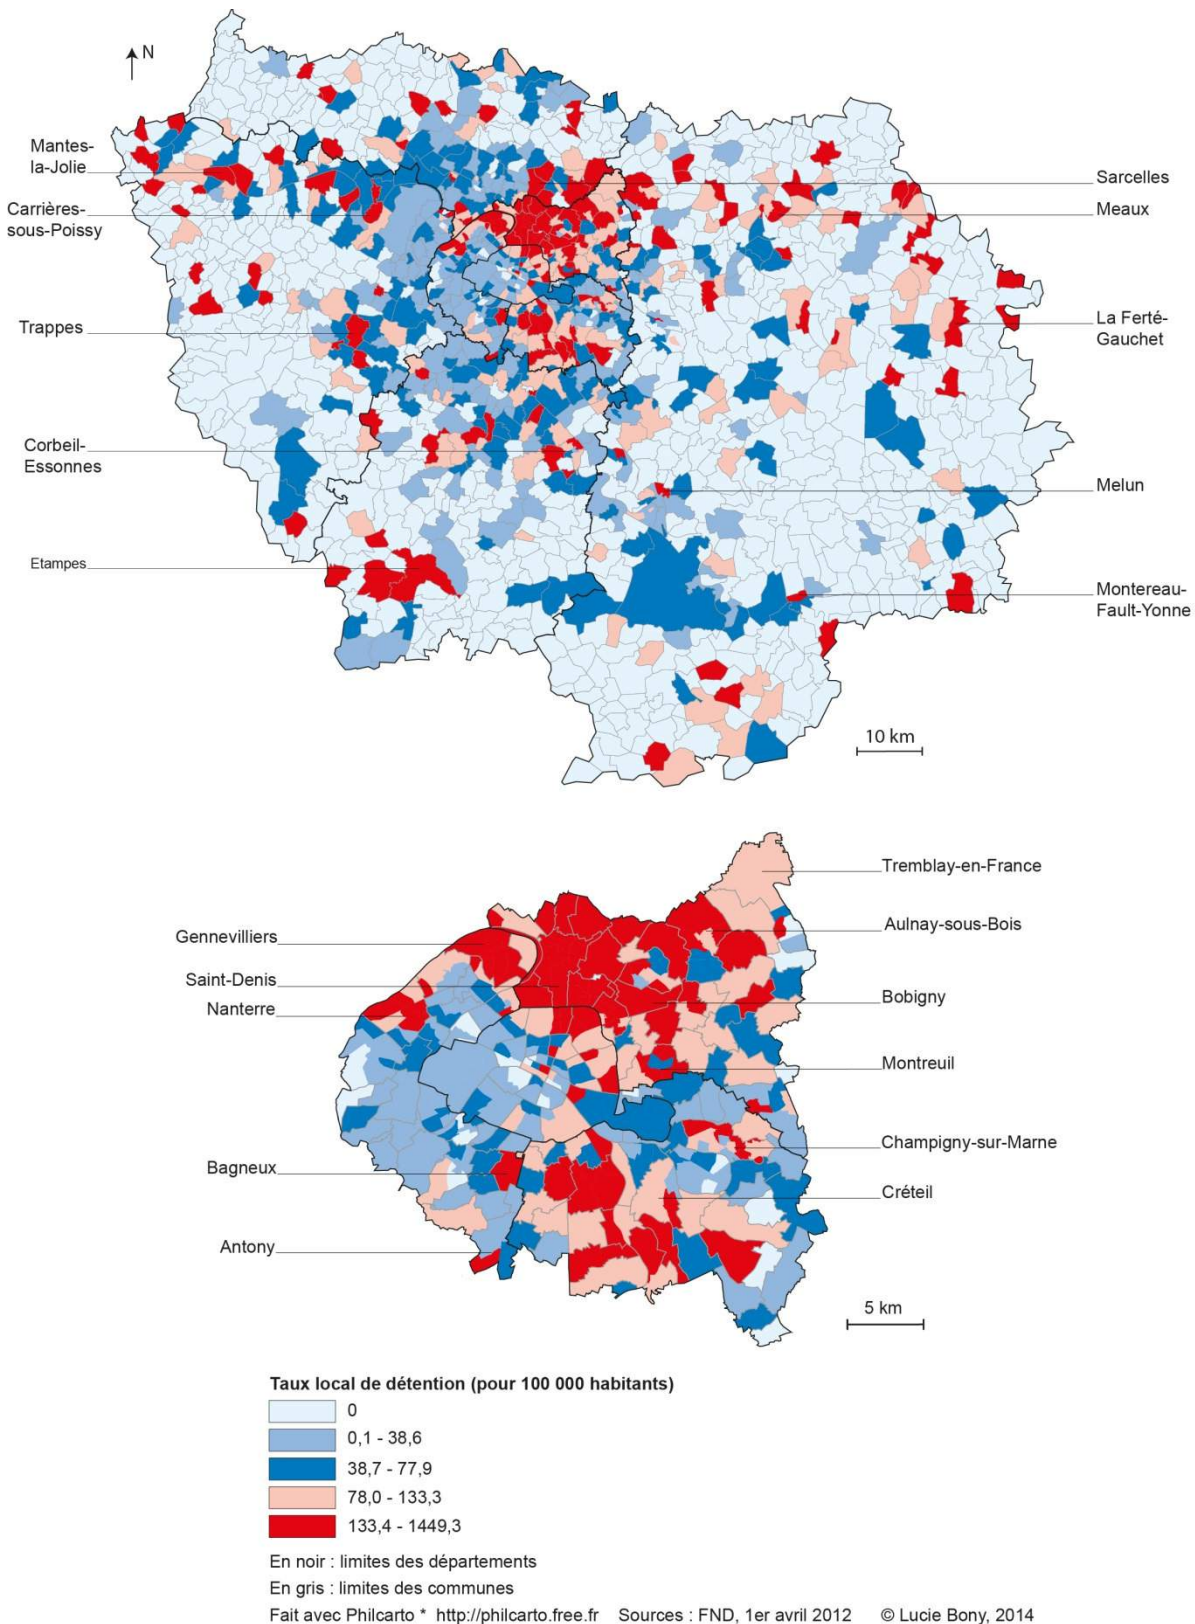 N
Mantes-
la-Jolie
Carrières-
sous-Poissy
Trappes
Corbeil-
Essonnes
Etampes
Sarcelles
Meaux
La Ferté-
Gauchet
Melun
Montereau-
Fault-Yonne
10 km
Tremblay-en-France
Aulnay-sous-Bois
Gennevilliers
Saint-Denis
Nanterre
Bobigny
Montreuil
Champigny-sur-Marne
Bagneux
Créteil
Antony
5 km
Taux local de détention (pour 100 000 habitants)
0
0,1 - 38,6
38,7 - 77,9
78,0 - 133,3
133,4 - 1449,3
En noir : limites des départements
En gris : limites des communes
Fait avec Philcarto * http://philcarto.free.fr Sources : FND, 1er avril 2012 © Lucie Bony, 2014